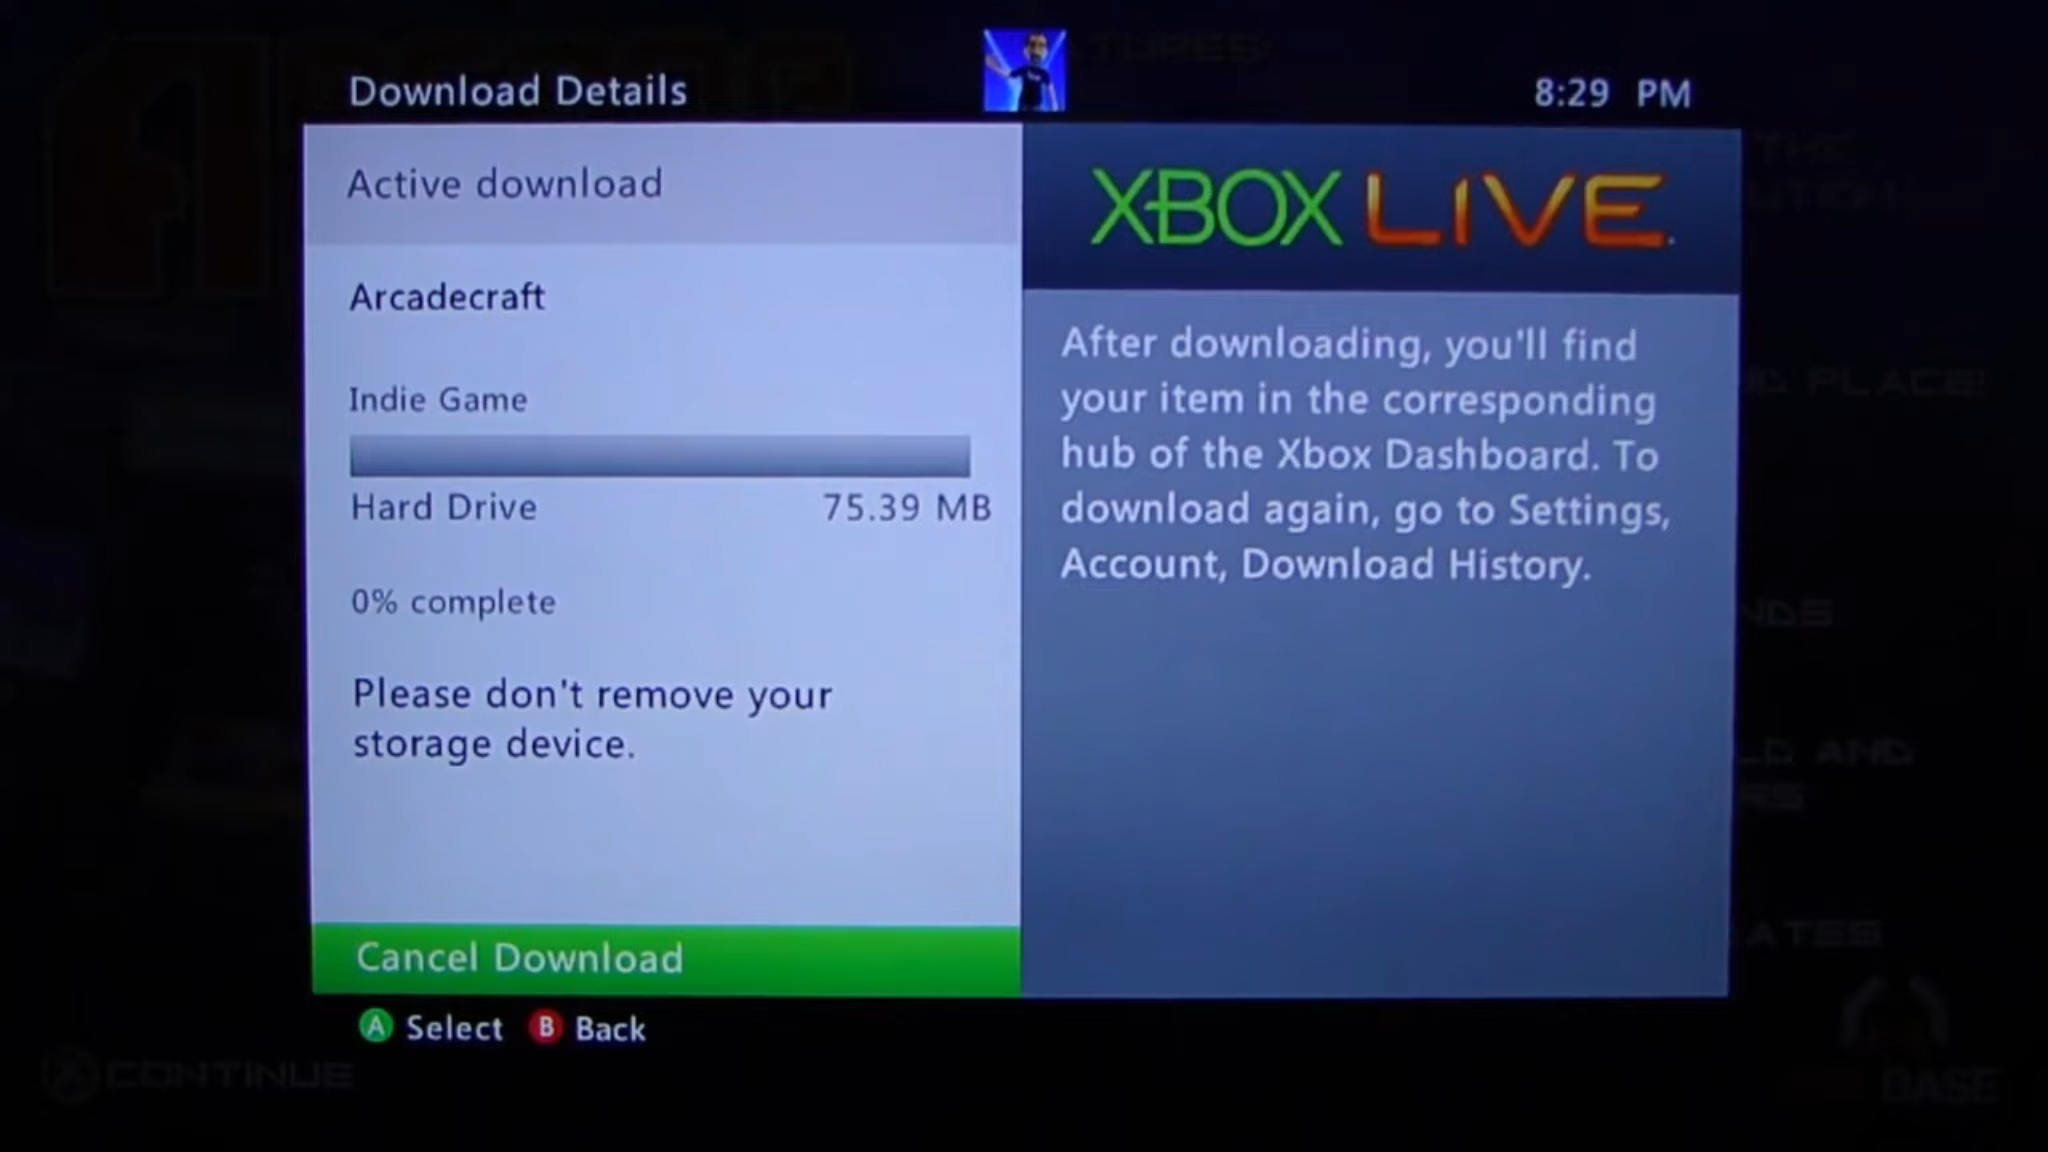 Download Details
8:29 PM
Active download
XBOX LIVE.
Arcadecraft
Indie Game
Hard Drive 75.39 MB
0% complete
Please don't remove your
storage device.
Cancel Download
After downloading, you'll find
your item in the corresponding
hub of the Xbox Dashboard. To
download again, go to Settings,
Account, Download History.
A Select B Back
X CONTINUE
BASE